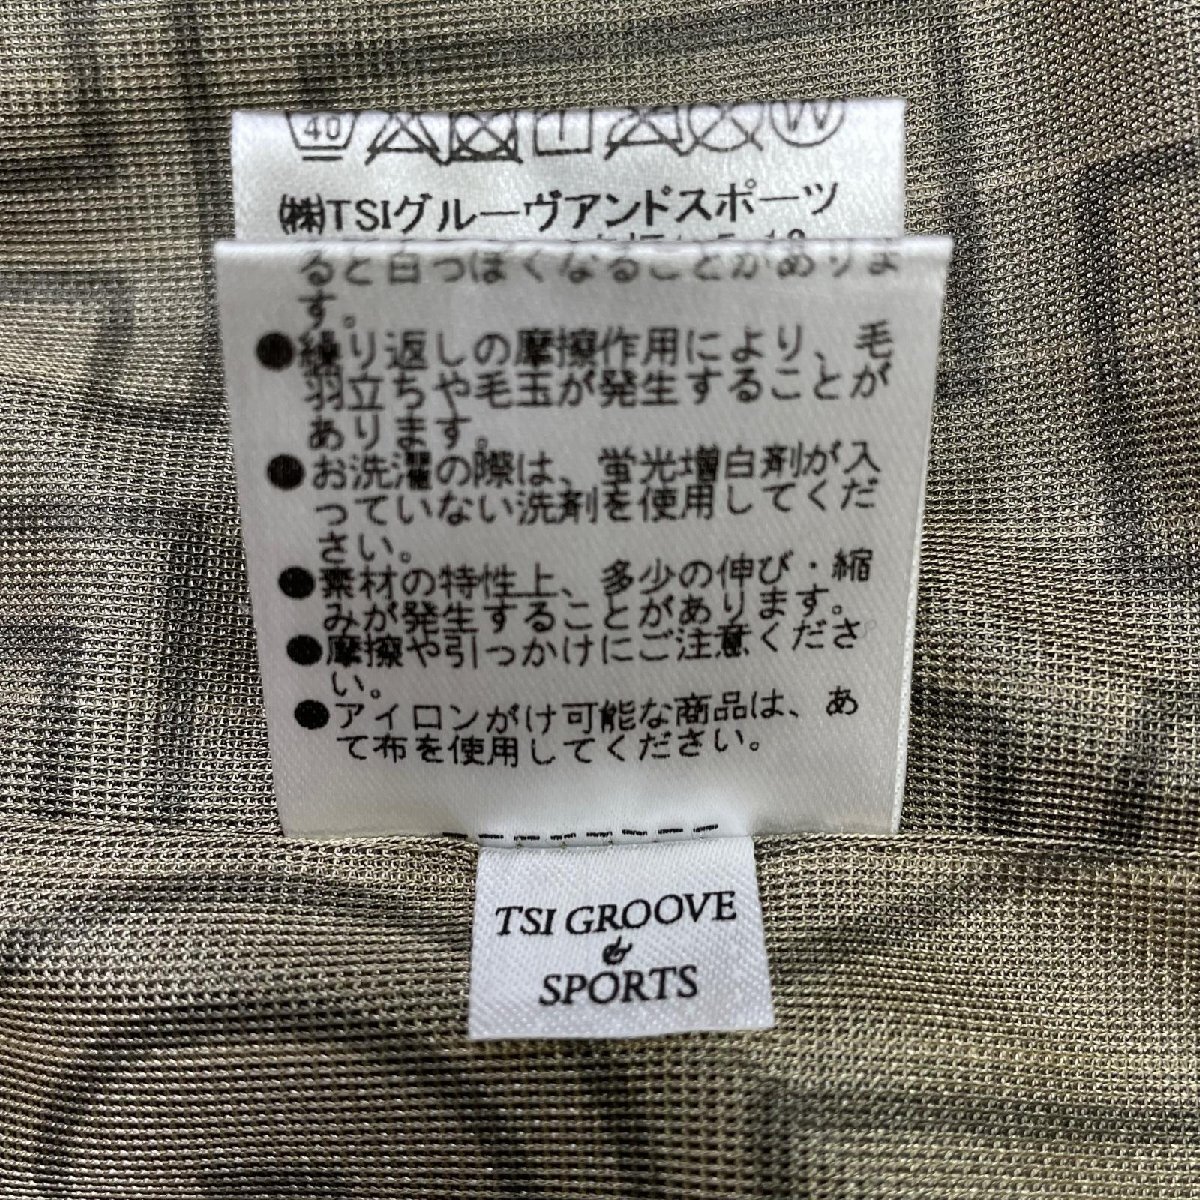 40 W
㈱TSIグルーヴアンドスポーツ
ると白っぽくなることがありま
す。
●繰り返しの摩擦作用により、毛
羽立ちや毛玉が発生することが
あります。
●お洗濯の際は、蛍光増白剤が入
っていない洗剤を使用してくだ
さい。
●素材の特性上、多少の伸び・縮
みが発生することがあります。
●摩擦や引っかけにご注意くださ
い。
●アイロンがけ可能な商品は、あ
て布を使用してください。
TSI GROOVE
&
SPORTS